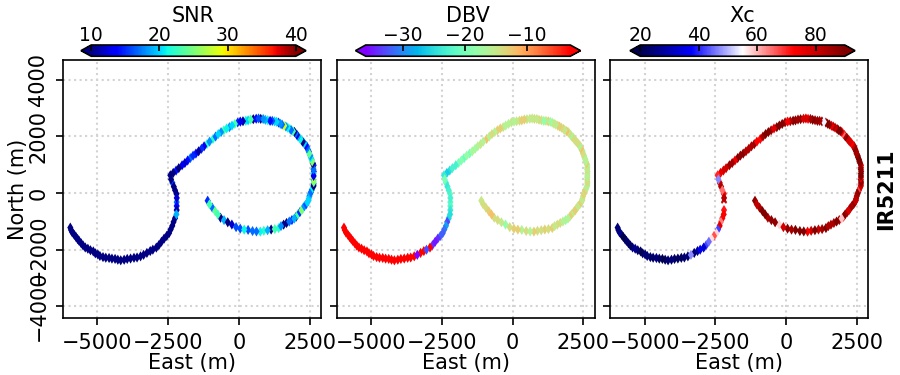 SNR DBV Xc
10 20 30 40 −30 −20 −10 20 40 60 80
4000
2000
0
−2000
−4000
North (m)
IR5211
−5000 −2500 0 2500 −5000 −2500 0 2500 −5000 −2500 0 2500
East (m) East (m) East (m)